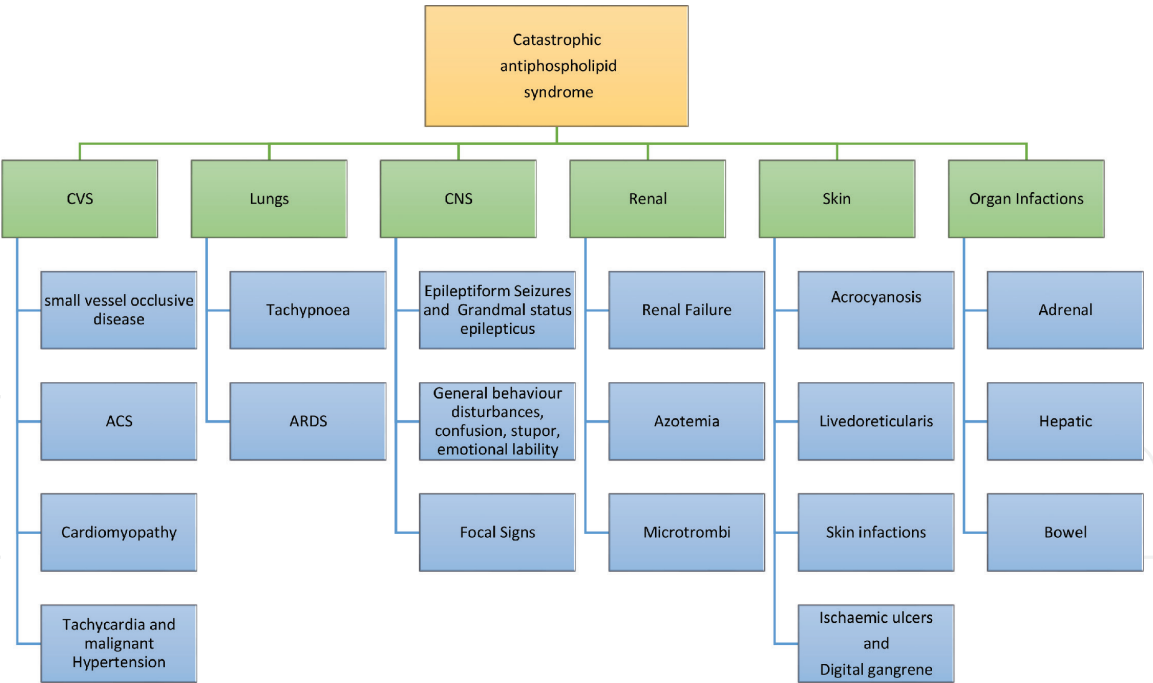 Catastrophic
antiphospholipid
syndrome
CVS
Lungs
CNS
Renal
Skin
Organ Infactions
small vessel occlusive
disease
ACS
Cardiomyopathy
Tachycardia and
malignant
Hypertension
Tachypnoea
ARDS
Epileptiform Seizures
and Grandmal status
epilepticus
General behaviour
disturbances,
confusion, stupor,
emotional lability
Focal Signs
Renal Failure
Azotemia
Microtrombi
Acrocyanosis
Livedoreticularis
Skin infactions
Ischaemic ulcers
and
Digital gangrene
Adrenal
Hepatic
Bowel